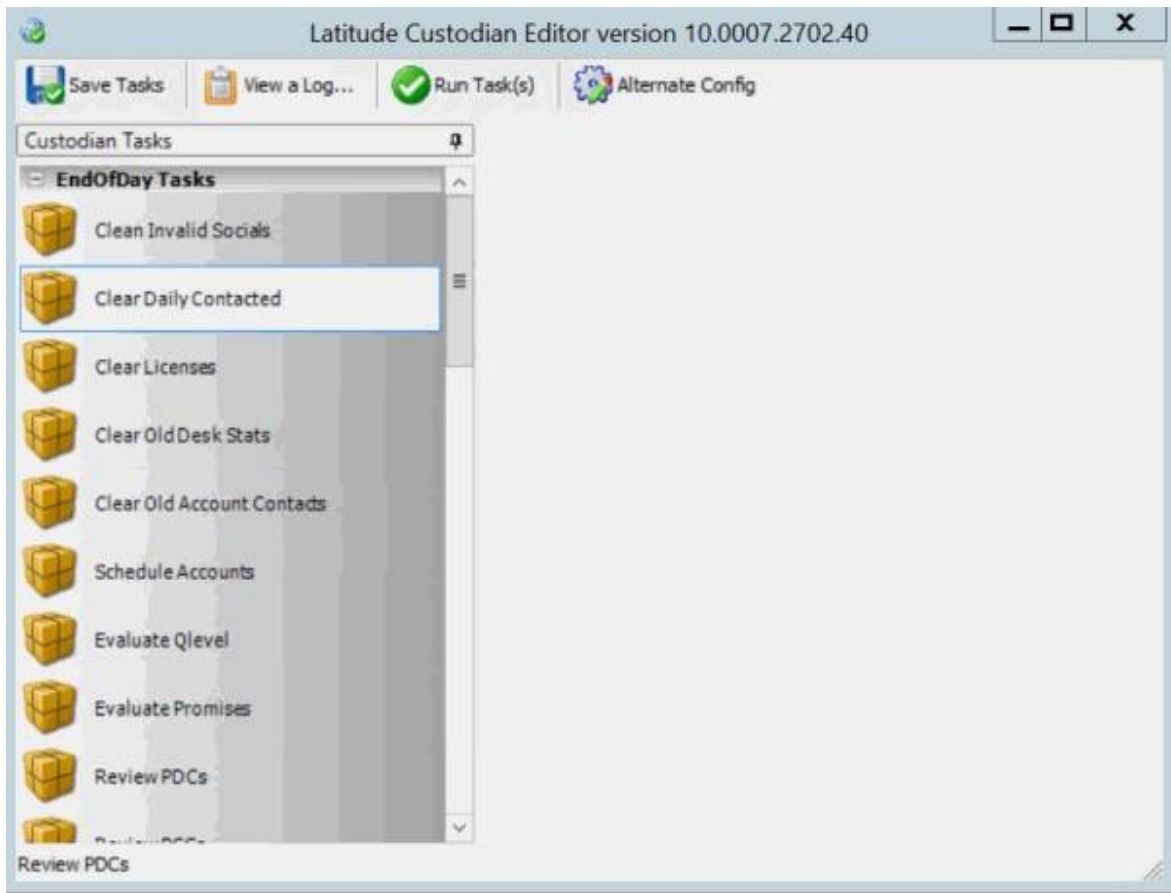 Latitude Custodian Editor version 10.0007.2702.40
Save Tasks View a Log... Run Task(s) Alternate Config
Custodian Tasks
EndOfDay Tasks
Clean Invalid Socials
Clear Daily Contacted
Clear Licenses
Clear Old Desk Stats
Clear Old Account Contacts
Schedule Accounts
Evaluate Qlevel
Evaluate Promises
Review PDCs
Review PDCs